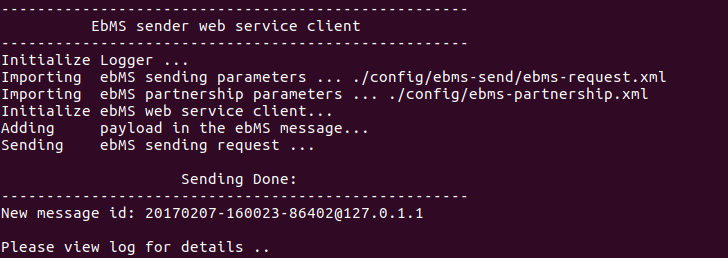 ----------------------------------------------------
EbMS sender web service client
----------------------------------------------------
Initialize Logger ...
Importing  ebMS sending parameters ... ./config/ebms-send/ebms-request.xml
Importing  ebMS partnership parameters ... ./config/ebms-partnership.xml
Initialize ebMS web service client...
Adding     payload in the ebMS message...
Sending    ebMS sending request ...
Sending Done:
----------------------------------------------------
New message id: 20170207-160023-86402@127.0.1.1
Please view log for details ..